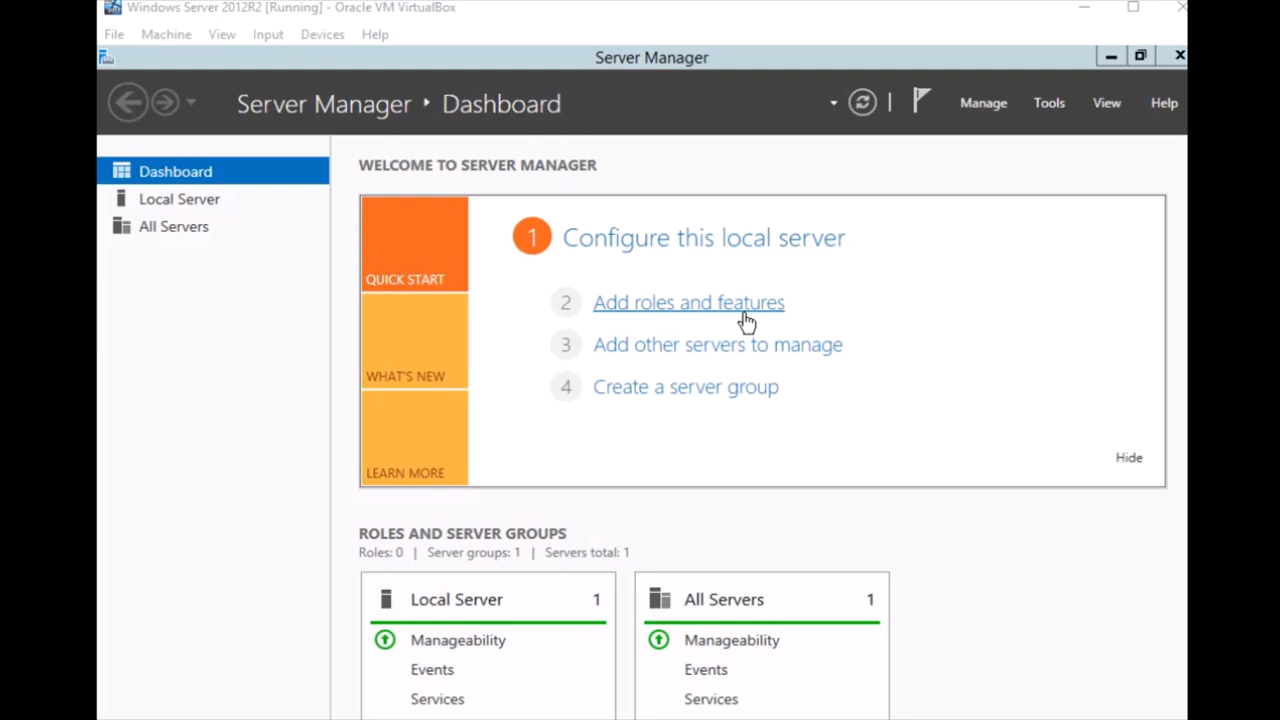 Windows Server 2012R2 [Running] - Oracle VM VirtualBox
File Machine View Input Devices Help
Server Manager
Server Manager Dashboard
Manage Tools View Help
Dashboard
Local Server
All Servers
WELCOME TO SERVER MANAGER
QUICK START
WHAT'S NEW
LEARN MORE
1 Configure this local server
2 Add roles and features
3 Add other servers to manage
4 Create a server group
Hide
ROLES AND SERVER GROUPS
Roles: 0 | Server groups: 1 | Servers total: 1
Local Server 1
Manageability
Events
Services
All Servers 1
Manageability
Events
Services